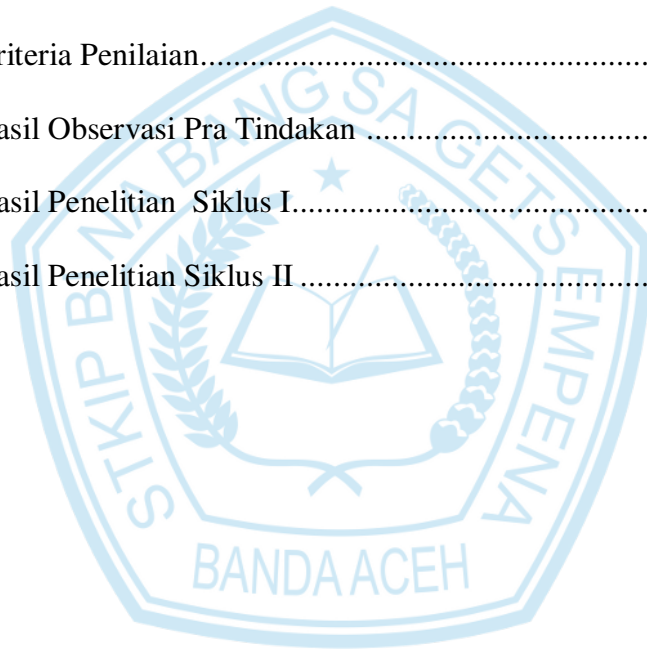 riteria Penilaian..........................................................
asil Observasi Pra Tindakan ....................................
asil Penelitian  Siklus I..............................................
asil Penelitian Siklus II ............................................
STKIP BINA BANGSA GETSEMPENA
BANDA ACEH